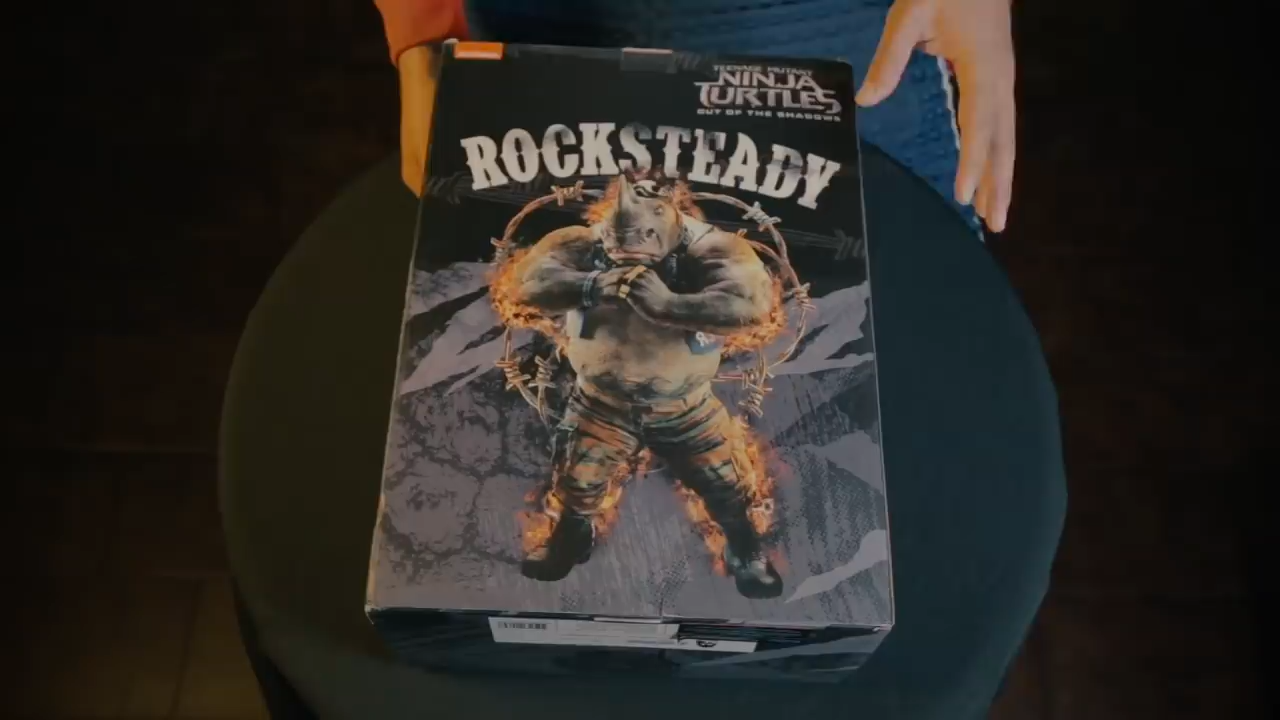 TEENAGE MUTANT
NINJA
TURTLES
OUT OF THE SHADOWS
ROCKSTEADY